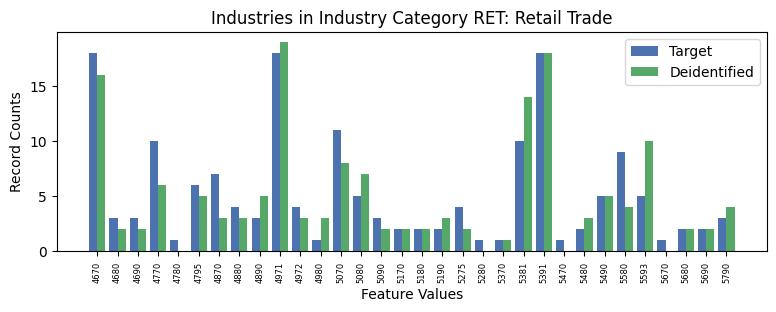 Industries in Industry Category RET: Retail Trade
Target
Deidentified
Record Counts
15
10
5
0
4670 4680 4690 4770 4780 4795 4870 4880 4890 4971 4972 4980 5070 5080 5090 5170 5180 5190 5275 5280 5370 5381 5391 5470 5480 5490 5580 5593 5670 5680 5690 5790
Feature Values